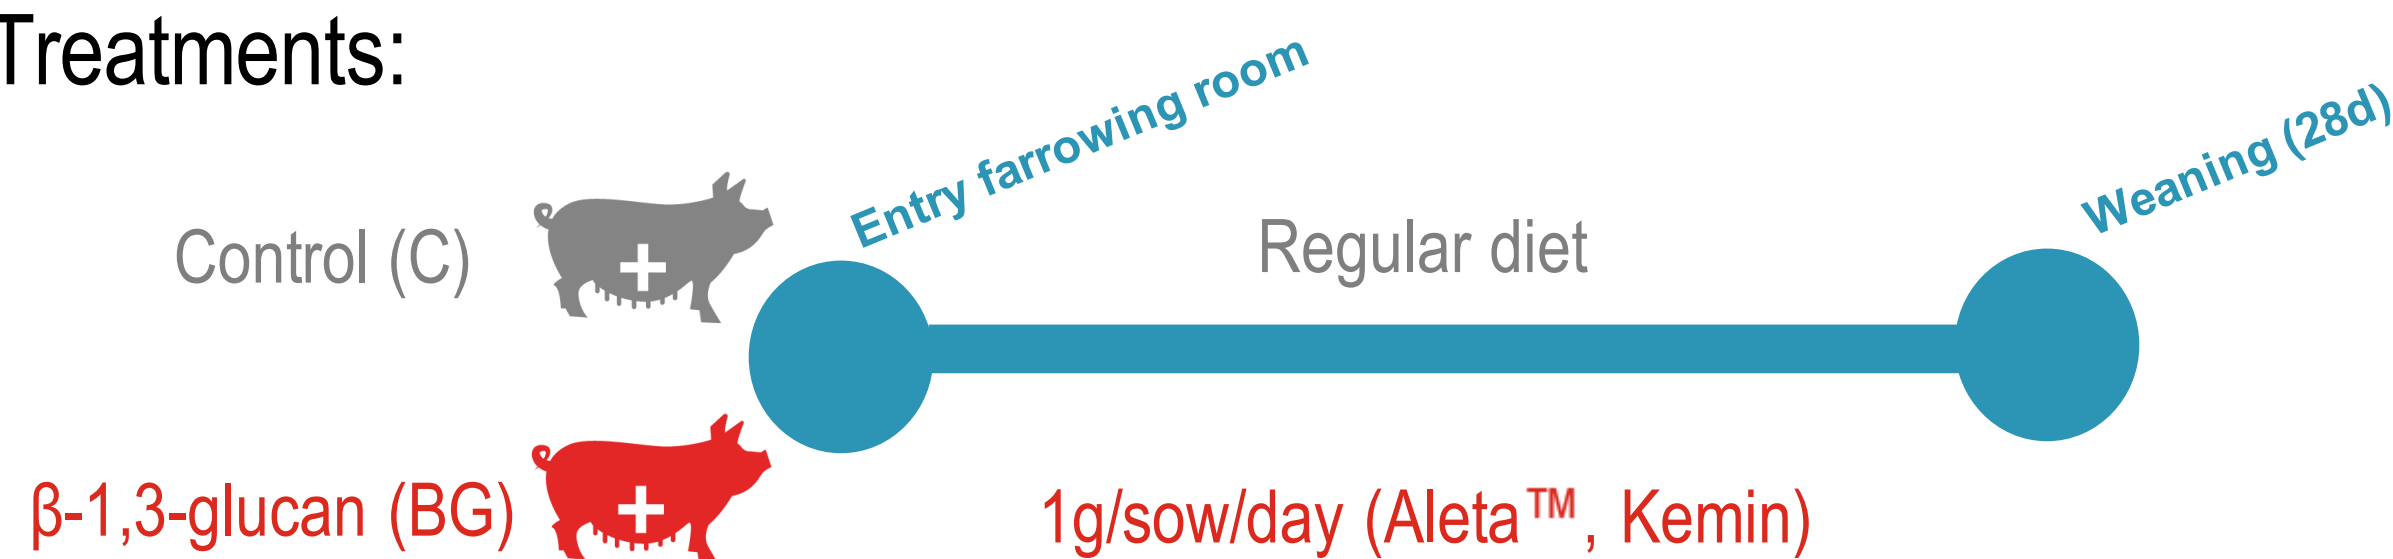 Treatments:
Entry farrowing room
Weaning (28d)
Control (C)
Regular diet
β-1,3-glucan (BG)
1g/sow/day (Aleta™, Kemin)